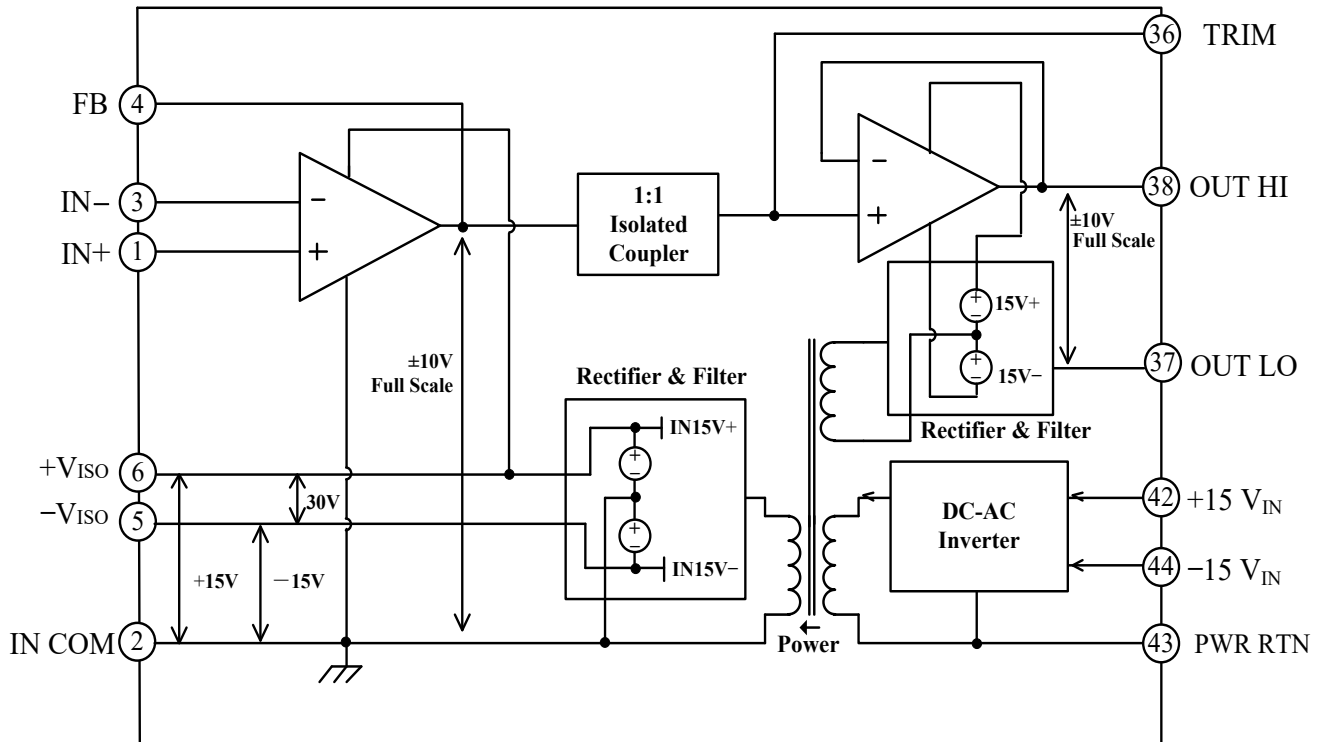 36 TRIM
FB 4
IN− 3
IN+ 1
−
+
1:1
Isolated
Coupler
−
+
38 OUT HI
±10V
Full Scale
+
−
15V+
+
−
15V−
37 OUT LO
Rectifier & Filter
±10V
Full Scale
Rectifier & Filter
IN15V+
+
−
+
−
IN15V−
+VISO 6
−VISO 5
30V
+15V
−15V
IN COM 2
Power
DC-AC
Inverter
42 +15 VIN
44 −15 VIN
43 PWR RTN